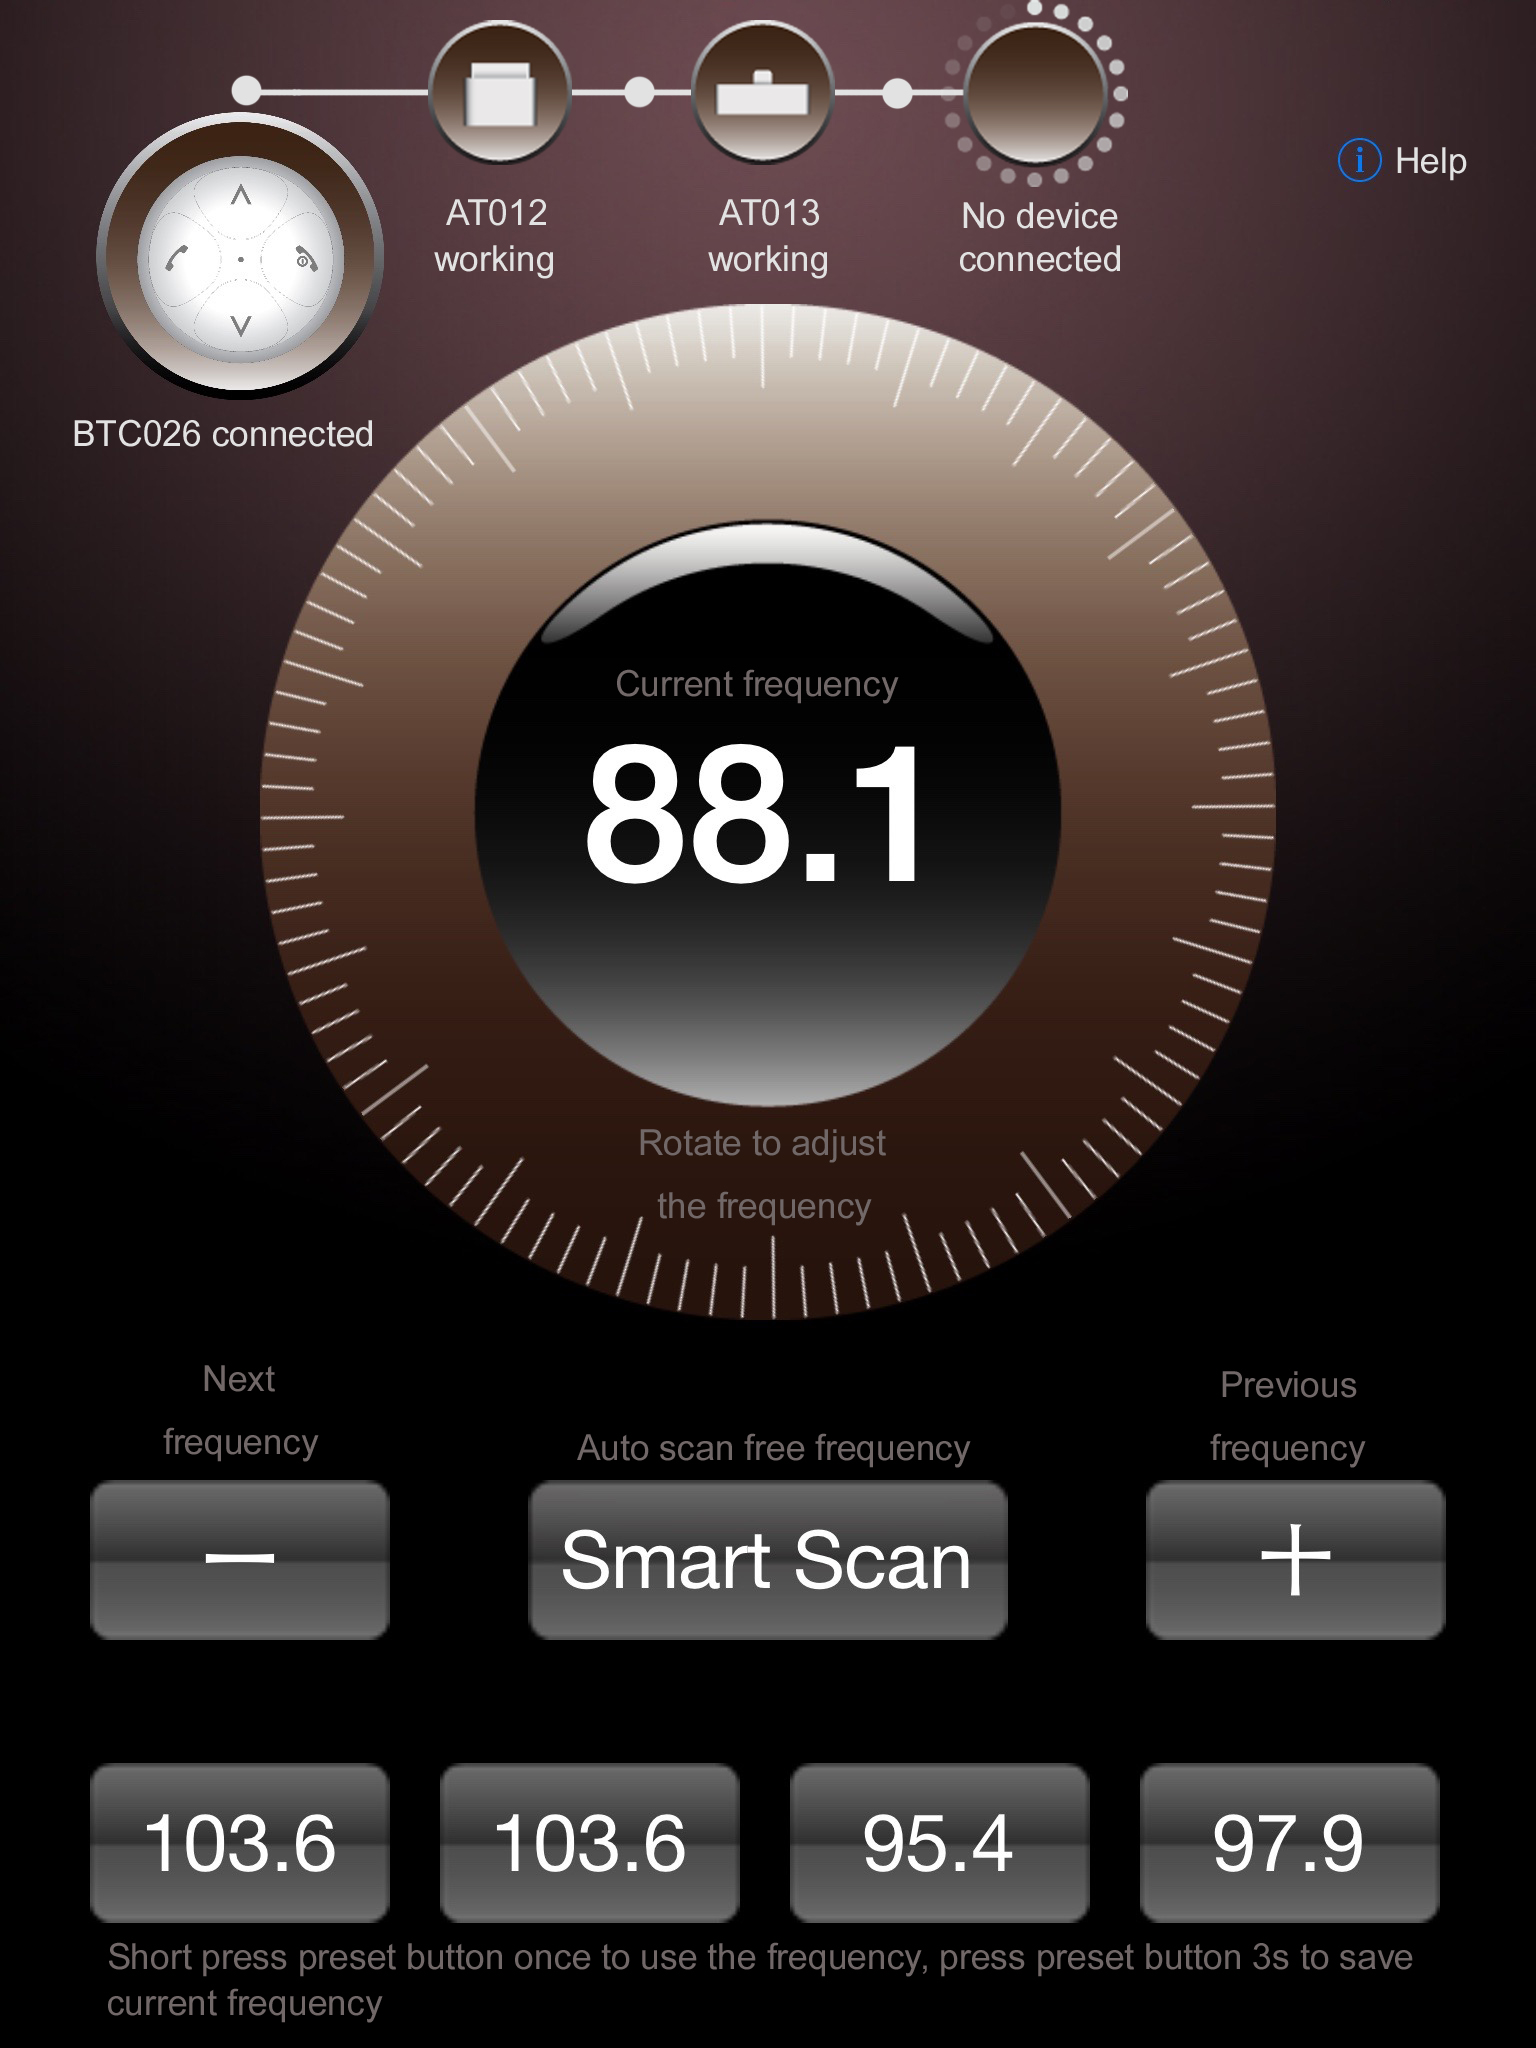 AT012
working
AT013
working
No device
connected
i Help
BTC026 connected
Current frequency
88.1
Rotate to adjust
the frequency
Next
frequency
Auto scan free frequency
Previous
frequency
−
Smart Scan
+
103.6
103.6
95.4
97.9
Short press preset button once to use the frequency, press preset button 3s to save
current frequency